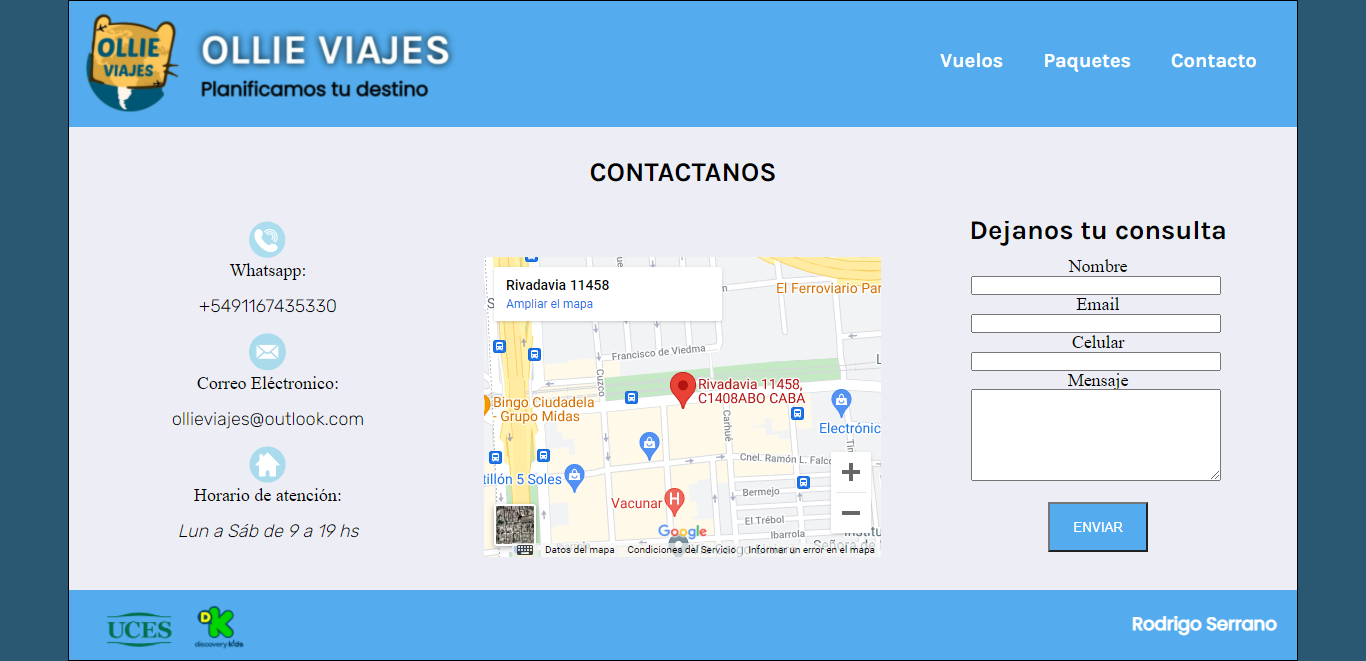 OLLIE
VIAJES
OLLIE VIAJES
Planificamos tu destino
Vuelos
Paquetes
Contacto
CONTACTANOS
Whatsapp:
+5491167435330
Correo Eléctronico:
ollieviajes@outlook.com
Horario de atención:
Lun a Sáb de 9 a 19 hs
Rivadavia 11458
Ampliar el mapa
El Ferroviario Par
Francisco de Viedma
Cuzco
Rivadavia 11458,
C1408ABO CABA
Bingo Ciudadela
- Grupo Midas
Carhué
Electrónic
Cnel. Ramón L. Falco
tillón 5 Soles
Bermejo
Vacunar
H
El Trébol
Ibarrola
Google
Datos del mapa
Condiciones del Servicio
Informar un error en el mapa
Dejanos tu consulta
Nombre
Email
Celular
Mensaje
ENVIAR
UCES
DK
discovery kids
Rodrigo Serrano